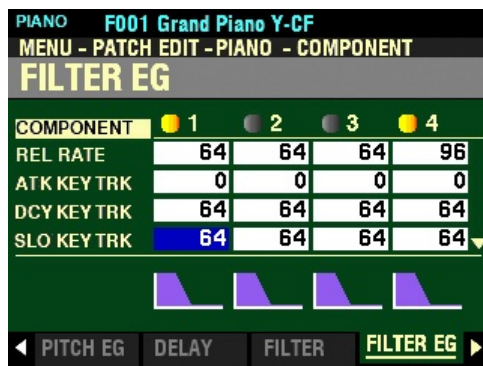 PIANO F001 Grand Piano Y-CF
MENU - PATCH EDIT - PIANO - COMPONENT
FILTER EG
COMPONENT 1 2 3 4
REL RATE 64 64 64 96
ATK KEY TRK 0 0 0 0
DCY KEY TRK 64 64 64 64
SLO KEY TRK 64 64 64 64
PITCH EG DELAY FILTER FILTER EG